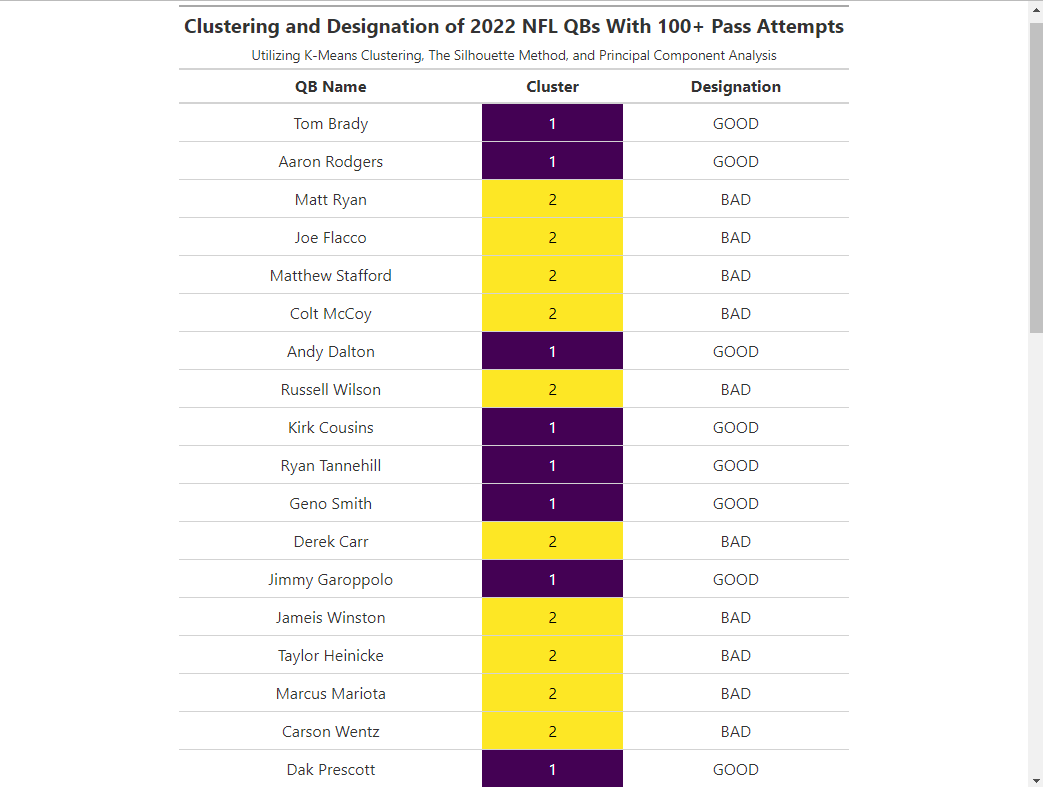 Clustering and Designation of 2022 NFL QBs With 100+ Pass Attempts
Utilizing K-Means Clustering, The Silhouette Method, and Principal Component Analysis
QB Name Cluster Designation
Tom Brady 1 GOOD
Aaron Rodgers 1 GOOD
Matt Ryan 2 BAD
Joe Flacco 2 BAD
Matthew Stafford 2 BAD
Colt McCoy 2 BAD
Andy Dalton 1 GOOD
Russell Wilson 2 BAD
Kirk Cousins 1 GOOD
Ryan Tannehill 1 GOOD
Geno Smith 1 GOOD
Derek Carr 2 BAD
Jimmy Garoppolo 1 GOOD
Jameis Winston 2 BAD
Taylor Heinicke 2 BAD
Marcus Mariota 2 BAD
Carson Wentz 2 BAD
Dak Prescott 1 GOOD